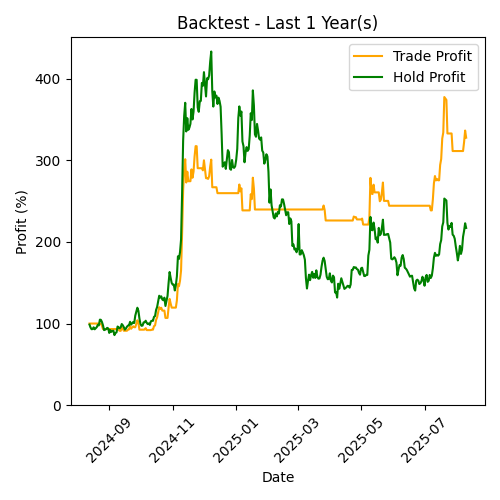 Backtest - Last 1 Year(s)
Trade Profit
Hold Profit
Profit (%)
400
300
200
100
0
2024-09
2024-11
2025-01
2025-03
2025-05
2025-07
Date